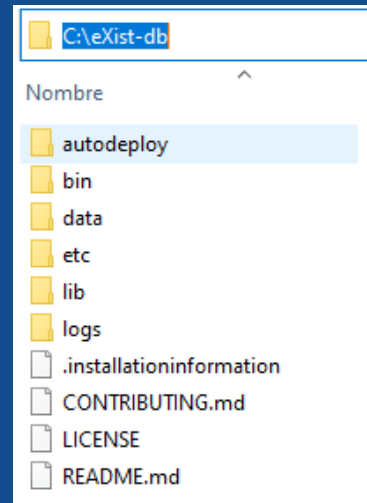 C:\eXist-db
Nombre
autodeploy
bin
data
etc
lib
logs
.installationinformation
CONTRIBUTING.md
LICENSE
README.md